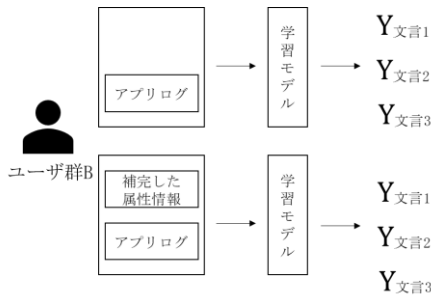 アプリログ
学習モデル
Y文言1
Y文言2
Y文言3
ユーザ群B
補完した
属性情報
アプリログ
学習モデル
Y文言1
Y文言2
Y文言3